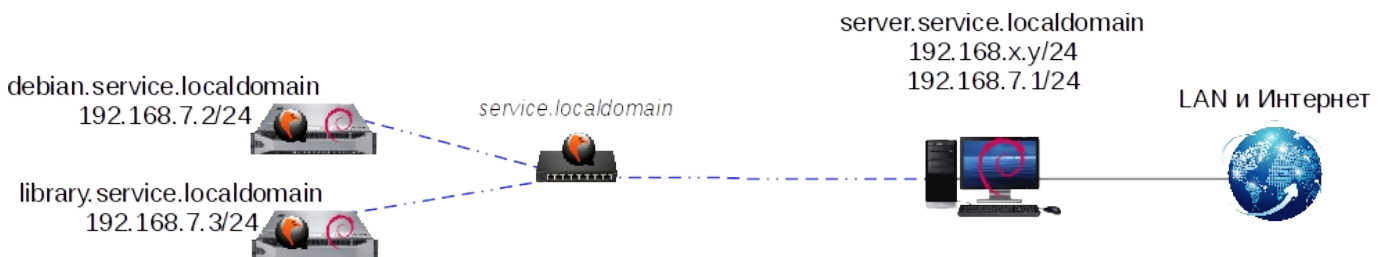 server.service.localdomain
192.168.x.y/24
192.168.7.1/24
debian.service.localdomain
192.168.7.2/24
service.localdomain
LAN и Интернет
library.service.localdomain
192.168.7.3/24